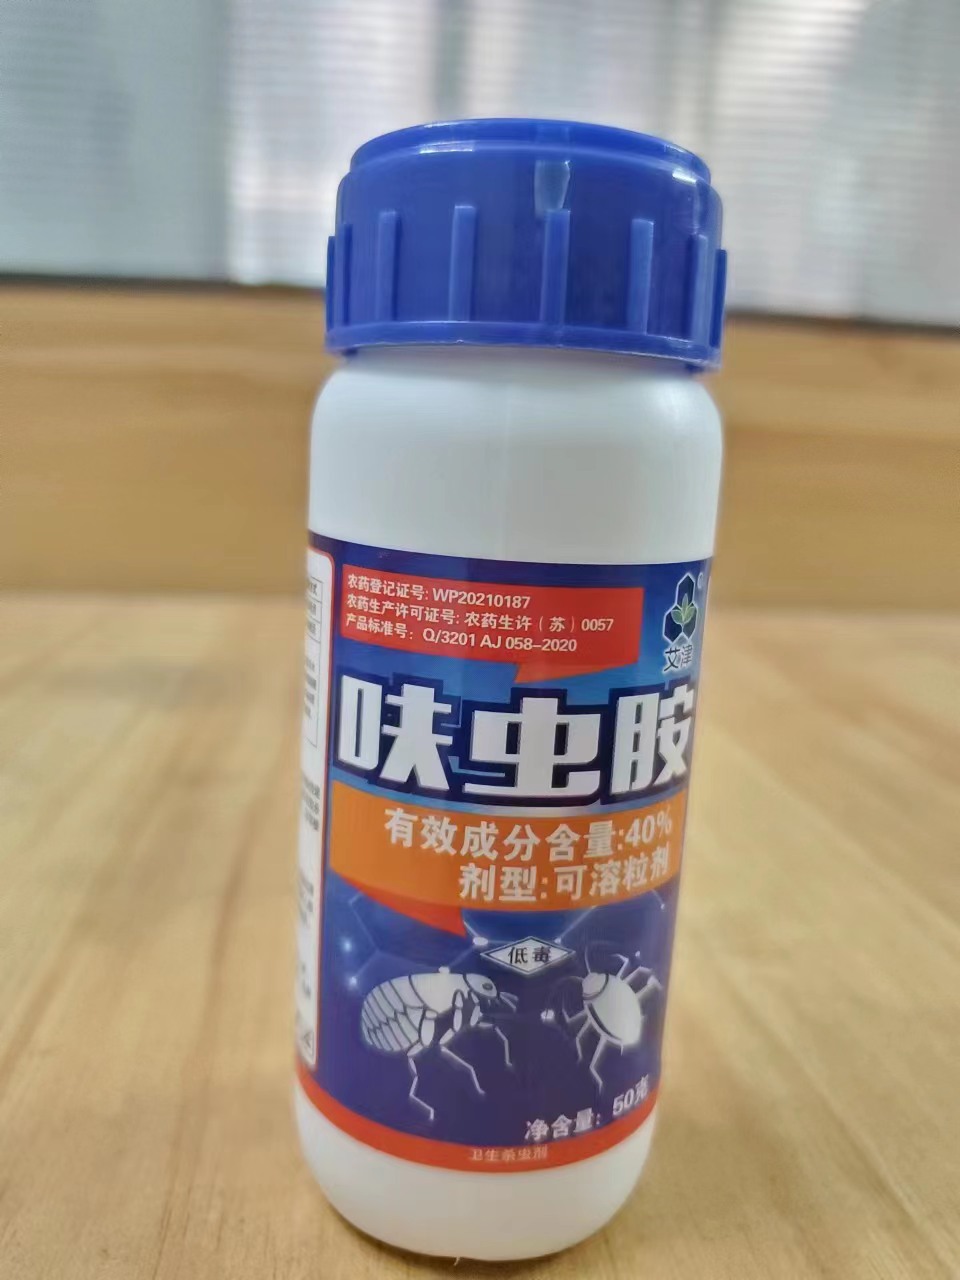 农药登记证号: WP20210187
农药生产许可证号: 农药生许（苏）0057
产品标准号: Q/3201 AJ 058-2020
艾津
呋虫胺
有效成分含量:40%
剂型:可溶粒剂
低毒
净含量: 50克
卫生杀虫剂